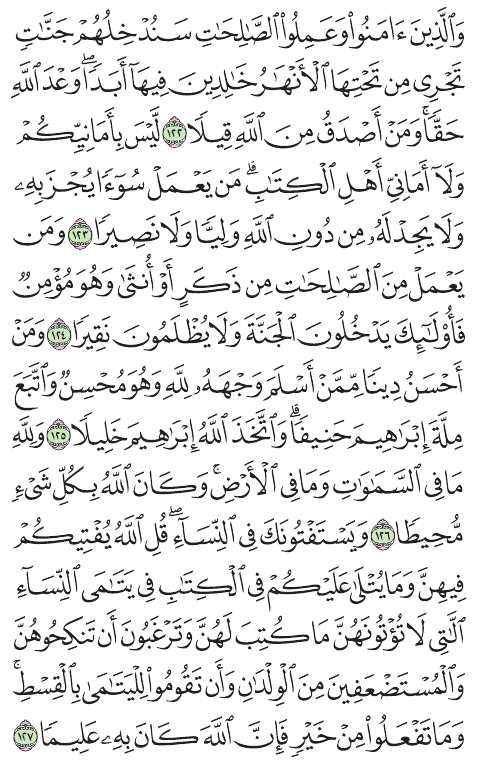 وَٱلَّذِينَ ءَامَنُوا۟ وَعَمِلُوا۟ ٱلصَّٰلِحَٰتِ سَنُدْخِلُهُمْ جَنَّٰتٍ
تَجْرِى مِن تَحْتِهَا ٱلْأَنْهَٰرُ خَٰلِدِينَ فِيهَآ أَبَدًا ۖ وَعْدَ ٱللَّهِ
حَقًّا ۚ وَمَنْ أَصْدَقُ مِنَ ٱللَّهِ قِيلًا ١٢٢ لَّيْسَ بِأَمَانِيِّكُمْ
وَلَآ أَمَانِىِّ أَهْلِ ٱلْكِتَٰبِ ۗ مَن يَعْمَلْ سُوٓءًا يُجْزَ بِهِۦ
وَلَا يَجِدْ لَهُۥ مِن دُونِ ٱللَّهِ وَلِيًّا وَلَا نَصِيرًا ١٢٣ وَمَن
يَعْمَلْ مِنَ ٱلصَّٰلِحَٰتِ مِن ذَكَرٍ أَوْ أُنثَىٰ وَهُوَ مُؤْمِنٌ
فَأُو۟لَٰٓئِكَ يَدْخُلُونَ ٱلْجَنَّةَ وَلَا يُظْلَمُونَ نَقِيرًا ١٢٤ وَمَنْ
أَحْسَنُ دِينًا مِّمَّنْ أَسْلَمَ وَجْهَهُۥ لِلَّهِ وَهُوَ مُحْسِنٌ وَٱتَّبَعَ
مِلَّةَ إِبْرَٰهِيمَ حَنِيفًا ۗ وَٱتَّخَذَ ٱللَّهُ إِبْرَٰهِيمَ خَلِيلًا ١٢٥ وَلِلَّهِ
مَا فِى ٱلسَّمَٰوَٰتِ وَمَا فِى ٱلْأَرْضِ ۚ وَكَانَ ٱللَّهُ بِكُلِّ شَىْءٍ
مُّحِيطًا ١٢٦ وَيَسْتَفْتُونَكَ فِى ٱلنِّسَآءِ ۖ قُلِ ٱللَّهُ يُفْتِيكُمْ
فِيهِنَّ وَمَا يُتْلَىٰ عَلَيْكُمْ فِى ٱلْكِتَٰبِ فِى يَتَٰمَى ٱلنِّسَآءِ
ٱلَّٰتِى لَا تُؤْتُونَهُنَّ مَا كُتِبَ لَهُنَّ وَتَرْغَبُونَ أَن تَنكِحُوهُنَّ
وَٱلْمُسْتَضْعَفِينَ مِنَ ٱلْوِلْدَٰنِ وَأَن تَقُومُوا۟ لِلْيَتَٰمَىٰ بِٱلْقِسْطِ ۚ
وَمَا تَفْعَلُوا۟ مِنْ خَيْرٍ فَإِنَّ ٱللَّهَ كَانَ بِهِۦ عَلِيمًا ١٢٧